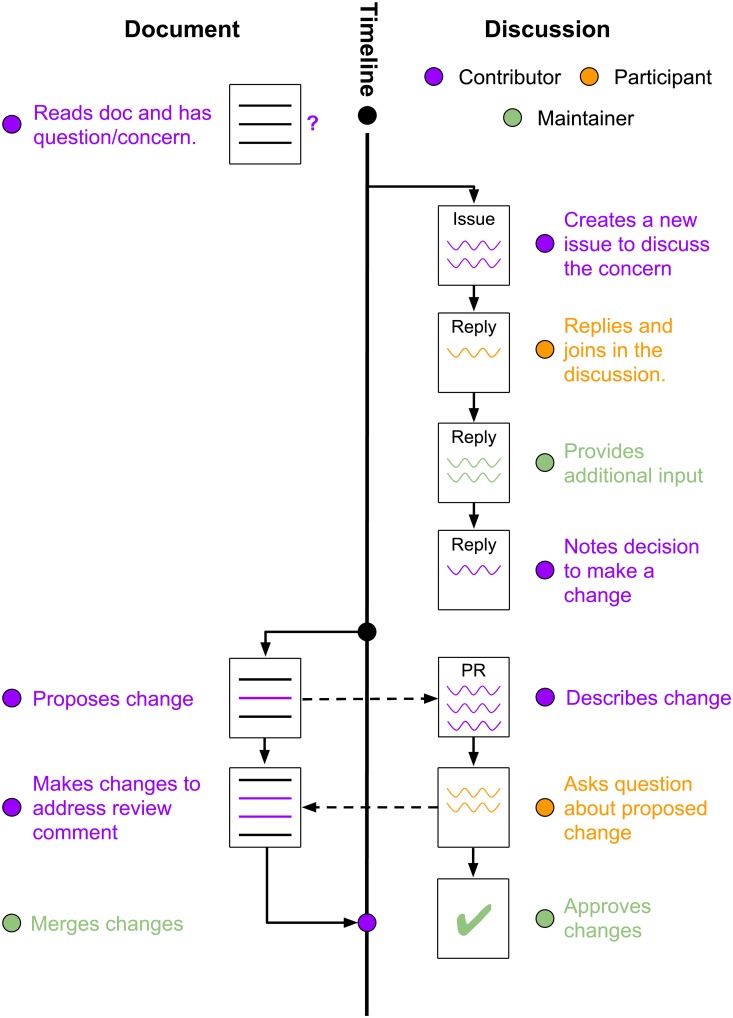 Document
Timeline
Discussion
Contributor
Participant
Maintainer
Reads doc and has
question/concern.
?
Issue
Creates a new
issue to discuss
the concern
Reply
Replies and
joins in the
discussion.
Reply
Provides
additional input
Reply
Notes decision
to make a
change
Proposes change
PR
Describes change
Makes changes to
address review
comment
Asks question
about proposed
change
Merges changes
Approves
changes